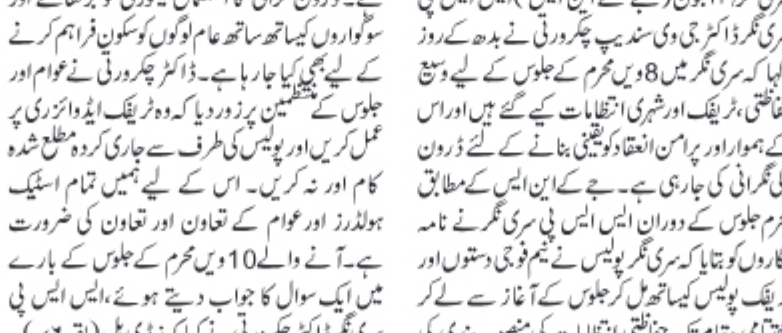 سری نگر ڈاکٹر جی وی سندیپ چکرورتی نے بدھ کے روز
کہا کہ سری نگر میں 8ویں محرم کے جلوس کے لیے وسیع
حفاظتی، ٹریفک اور شہری انتظامات کیے گئے ہیں اور اس
کے ہموار اور پرامن انعقاد کو یقینی بنانے کے لئے ڈرون
کی نگرانی کی جارہی ہے۔ جے کے این ایس کے مطابق
محرم جلوس کے دوران ایس ایس پی سری نگر نے نامہ
نگاروں کو بتایا کہ سری نگر پولیس نے نیم فوجی دستوں اور
ٹریفک پولیس کیساتھ مل کر جلوس کے آغاز سے لے کر
سوگواروں کیساتھ ساتھ عام لوگوں کو سکون فراہم کرنے
کے لیے بھی کیا جارہا ہے۔ ڈاکٹر چکرورتی نے عوام اور
جلوس کے منتظمین پر زور دیا کہ وہ ٹریفک ایڈوائزری پر
عمل کریں اور پولیس کی طرف سے جاری کردہ مطلع شدہ
کام اور نہ کریں۔ اس کے لیے ہمیں تمام اسٹیک
ہولڈرز اور عوام کے تعاون اور تعاون کی ضرورت
ہے۔ آنے والے 10ویں محرم کے جلوس کے بارے
میں ایک سوال کا جواب دیتے ہوئے، ایس ایس پی